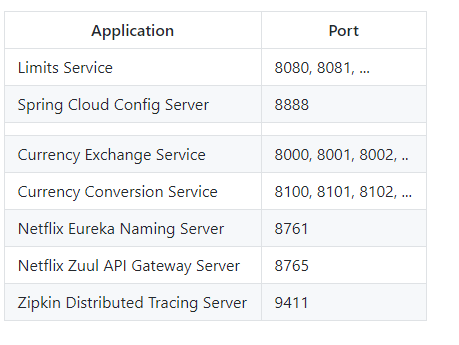 Application Port
Limits Service 8080, 8081, ...
Spring Cloud Config Server 8888
Currency Exchange Service 8000, 8001, 8002, ..
Currency Conversion Service 8100, 8101, 8102, ...
Netflix Eureka Naming Server 8761
Netflix Zuul API Gateway Server 8765
Zipkin Distributed Tracing Server 9411